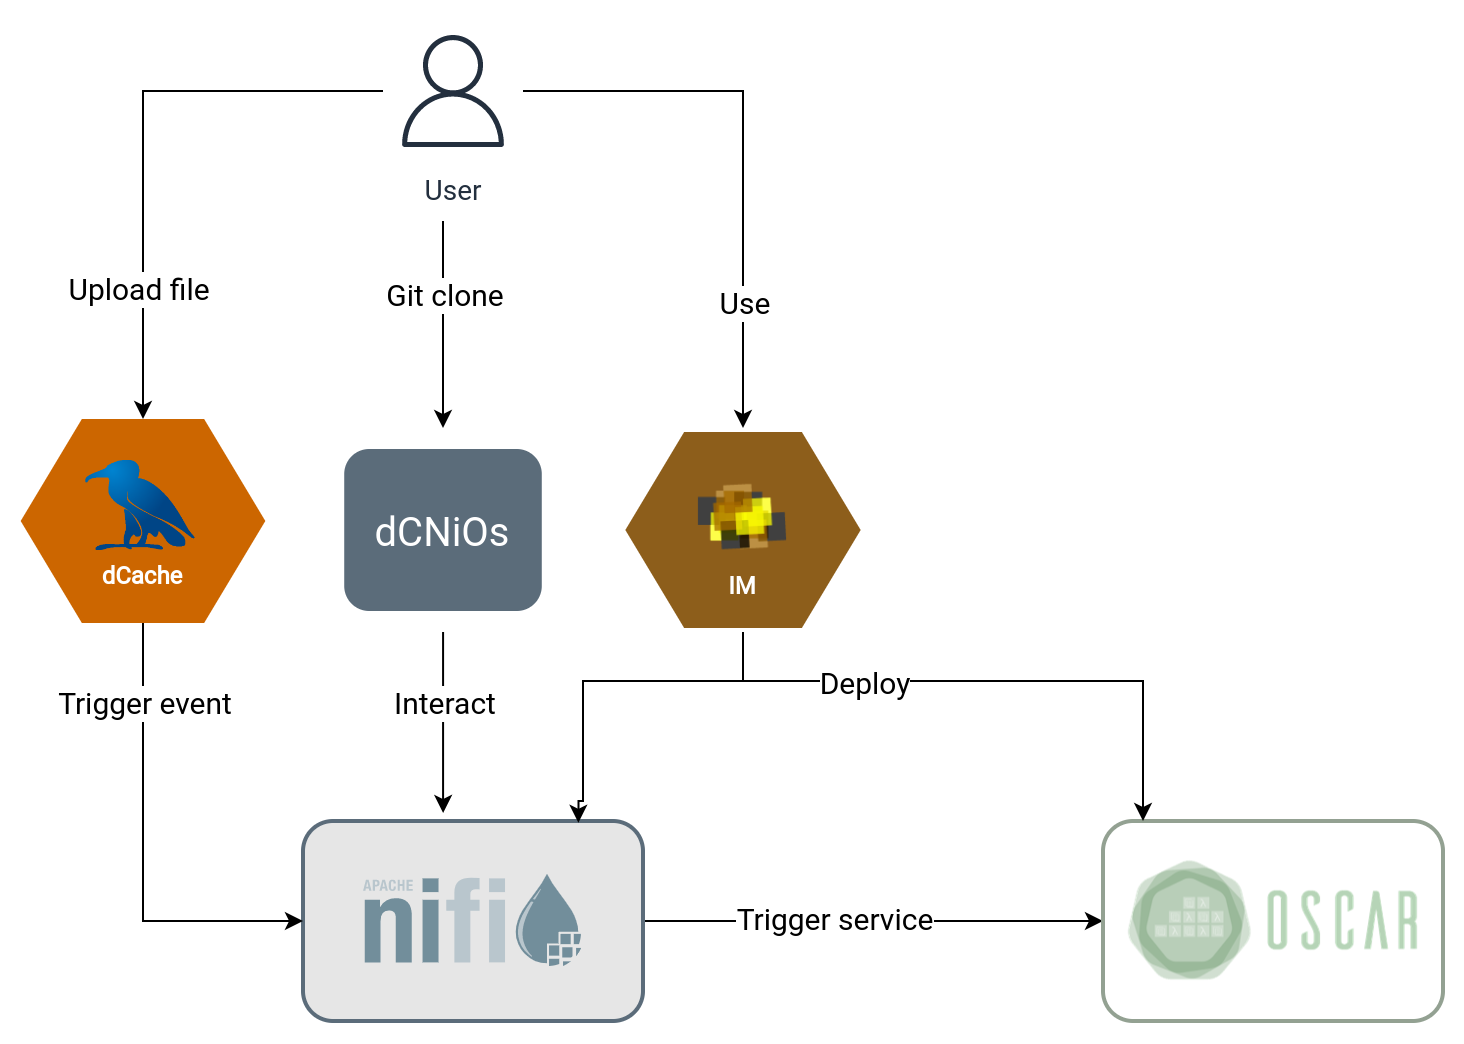 User
Upload file
Git clone
Use
dCache
dCNiOs
IM
Trigger event
Interact
Deploy
APACHE
nifi
Trigger service
OSCAR